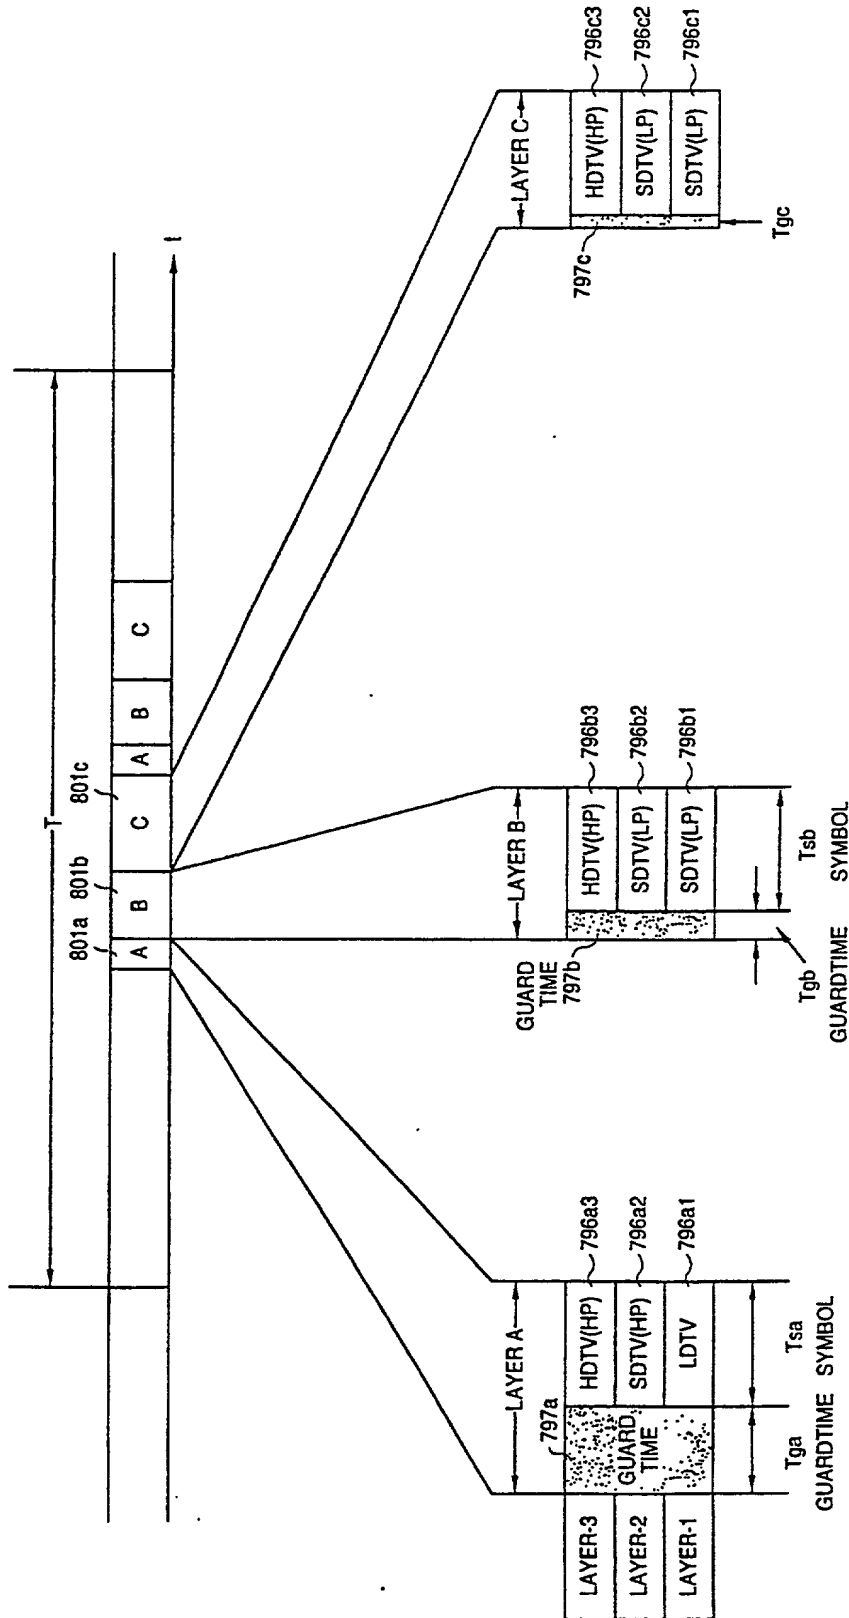 T
801a
801b
801c
A
B
C
A
B
C
t
LAYER A
797a
LAYER-3
GUARD
TIME
HDTV(HP)
796a3
LAYER-2
SDTV(HP)
796a2
LAYER-1
LDTV
796a1
Tga
Tsa
GUARDTIME
SYMBOL
LAYER B
GUARD
TIME
797b
HDTV(HP)
796b3
SDTV(LP)
796b2
SDTV(LP)
796b1
Tgb
Tsb
GUARDTIME
SYMBOL
LAYER C
797c
HDTV(HP)
796c3
SDTV(LP)
796c2
SDTV(LP)
796c1
Tgc